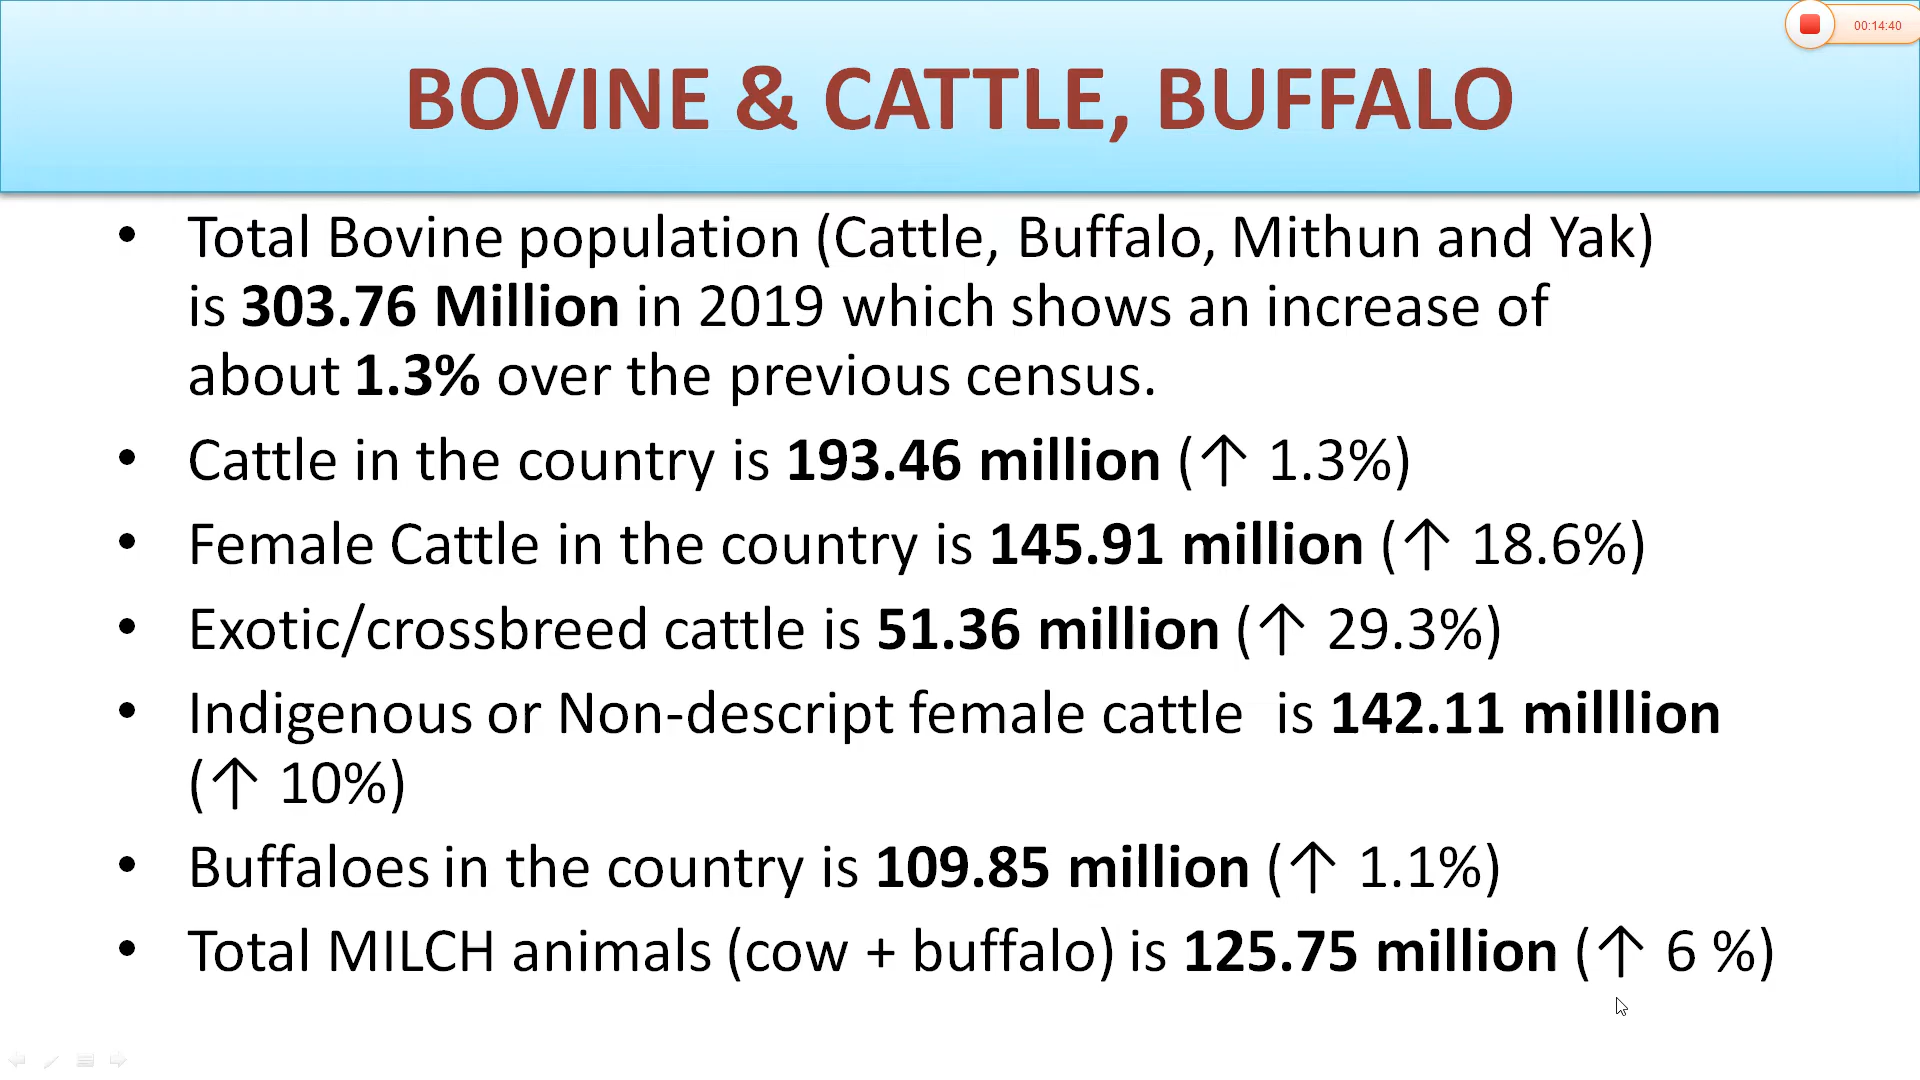 00:14:40
BOVINE & CATTLE, BUFFALO
• Total Bovine population (Cattle, Buffalo, Mithun and Yak)
is 303.76 Million in 2019 which shows an increase of
about 1.3% over the previous census.
• Cattle in the country is 193.46 million (↑ 1.3%)
• Female Cattle in the country is 145.91 million (↑ 18.6%)
• Exotic/crossbreed cattle is 51.36 million (↑ 29.3%)
• Indigenous or Non-descript female cattle  is 142.11 milllion
(↑ 10%)
• Buffaloes in the country is 109.85 million (↑ 1.1%)
• Total MILCH animals (cow + buffalo) is 125.75 million (↑ 6 %)